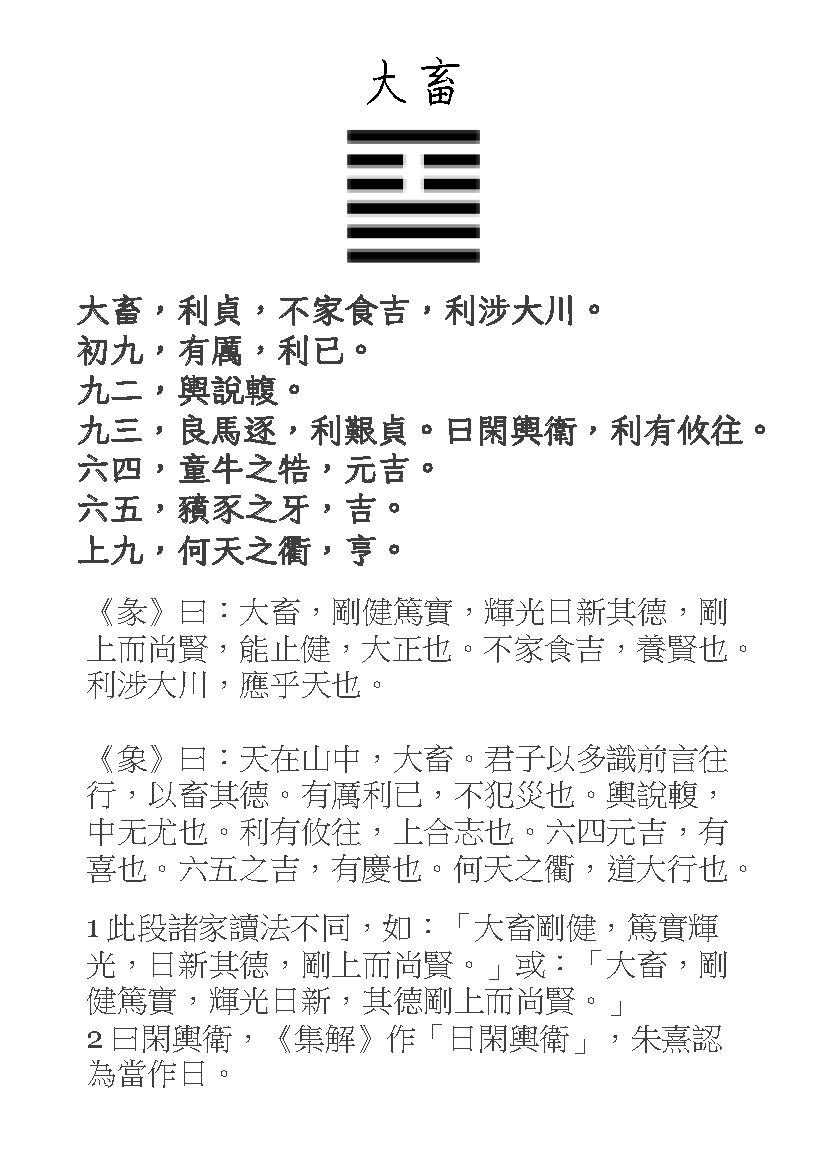 大畜
大畜，利貞，不家食吉，利涉大川。
初九，有厲，利已。
九二，輿說輹。
九三，良馬逐，利艱貞。日閑輿衛，利有攸往。
六四，童牛之牿，元吉。
六五，豶豕之牙，吉。
上九，何天之衢，亨。
《彖》曰：大畜，剛健篤實，輝光日新其德，剛
上而尚賢，能止健，大正也。不家食吉，養賢也。
利涉大川，應乎天也。
《象》曰：天在山中，大畜。君子以多識前言往
行，以畜其德。有厲利已，不犯災也。輿說輹，
中无尤也。利有攸往，上合志也。六四元吉，有
喜也。六五之吉，有慶也。何天之衢，道大行也。
1 此段諸家讀法不同，如：「大畜剛健，篤實輝
光，日新其德，剛上而尚賢。」或：「大畜，剛
健篤實，輝光日新，其德剛上而尚賢。」
2 曰閑輿衛，《集解》作「日閑輿衛」，朱熹認
為當作日。